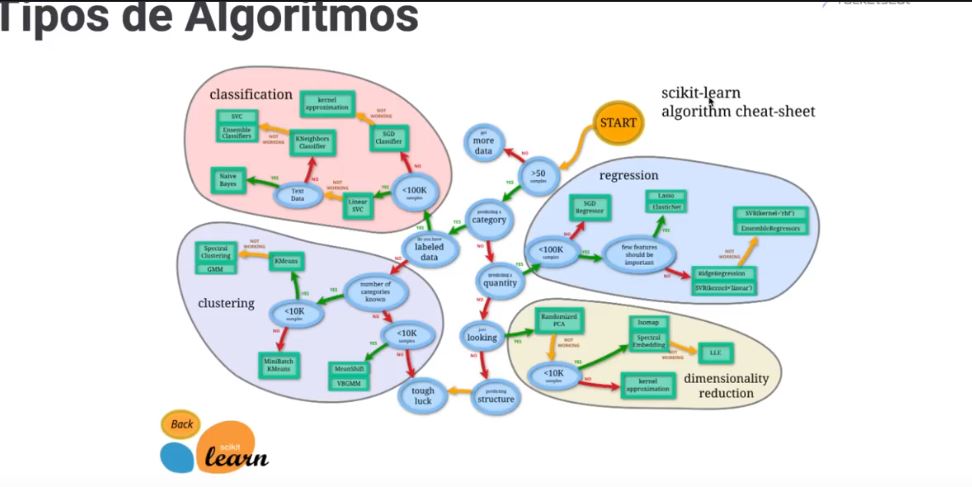 Tipos de Algoritmos
scikit-learn
algorithm cheat-sheet
START
classification
kernel
approximation
SVC
Ensemble
Classifiers
NOT
WORKING
KNeighbors
Classifier
NOT
WORKING
SGD
Classifier
get
more
data
NO
>50
samples
YES
regression
Naive
Bayes
YES
Text
Data
NO
NOT
WORKING
Linear
SVC
YES
<100K
samples
NO
YES
predicting a
category
YES
do you have
labeled
data
NO
NO
SGD
Regressor
NO
<100K
samples
YES
Lasso
ElasticNet
YES
few features
should be
important
NO
SVR(kernel='rbf')
EnsembleRegressors
NOT
WORKING
RidgeRegression
SVR(kernel='linear')
predicting a
quantity
YES
NO
Spectral
Clustering
GMM
NOT
WORKING
KMeans
YES
number of
categories
known
YES
NO
clustering
<10K
samples
NO
MiniBatch
KMeans
<10K
samples
YES
NO
MeanShift
VBGMM
just
looking
YES
NO
Randomized
PCA
NOT
WORKING
<10K
samples
YES
NO
Isomap
Spectral
Embedding
NOT
WORKING
LLE
kernel
approximation
dimensionality
reduction
tough
luck
predicting
structure
Back
scikit
learn